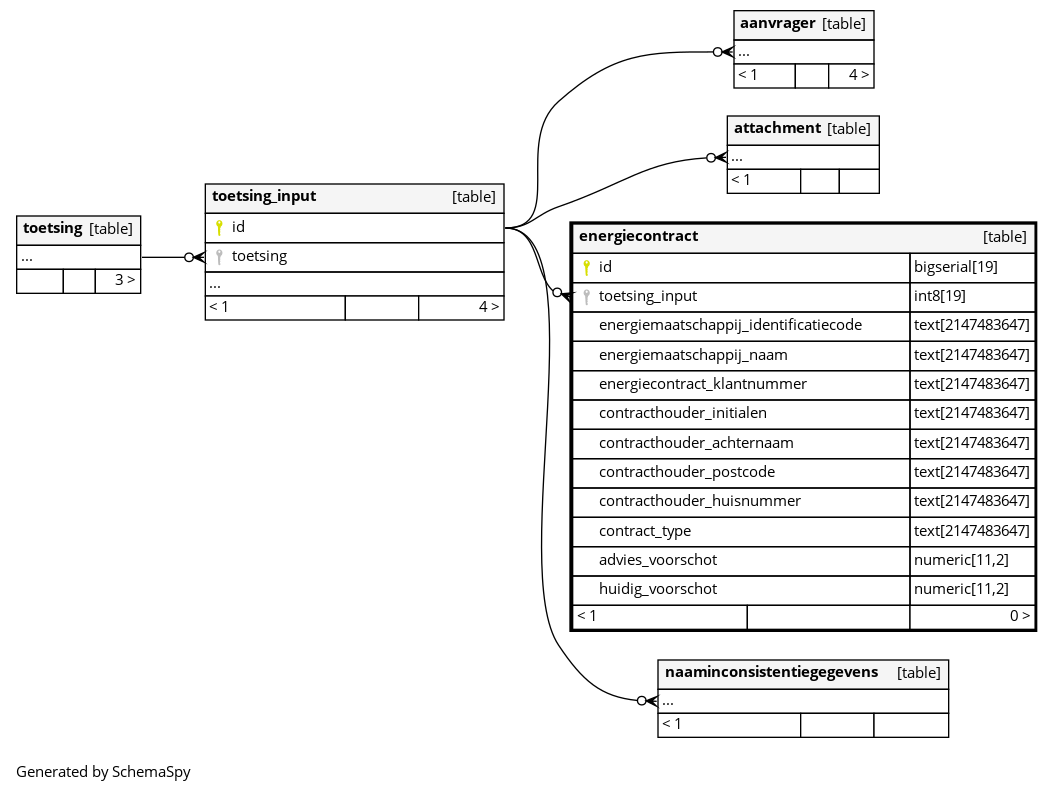 aanvrager [table]
...
< 1 4 >
attachment [table]
...
< 1
toetsing_input [table]
id
toetsing
...
< 1 4 >
toetsing [table]
...
3 >
energiecontract [table]
id bigserial[19]
toetsing_input int8[19]
energiemaatschappij_identificatiecode text[2147483647]
energiemaatschappij_naam text[2147483647]
energiecontract_klantnummer text[2147483647]
contracthouder_initialen text[2147483647]
contracthouder_achternaam text[2147483647]
contracthouder_postcode text[2147483647]
contracthouder_huisnummer text[2147483647]
contract_type text[2147483647]
advies_voorschot numeric[11,2]
huidig_voorschot numeric[11,2]
< 1 0 >
naaminconsistentiegegevens [table]
...
< 1
Generated by SchemaSpy